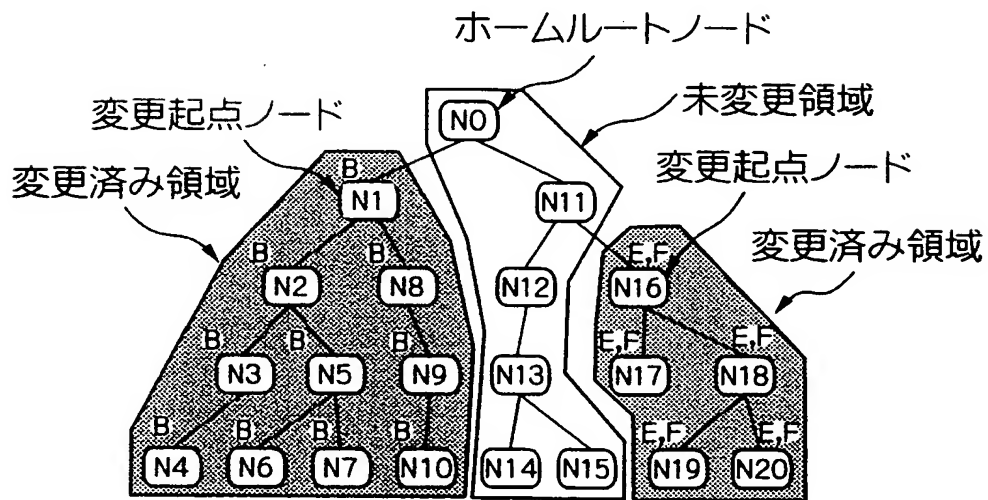 ホームルートノード
変更起点ノード
N0
未変更領域
変更済み領域
B
N1
N11
変更起点ノード
B
N2
B
N8
N12
E,F
N16
変更済み領域
B
N3
B
N5
B
N9
N13
E,F
N17
E,F
N18
B
N4
B
N6
B
N7
B
N10
N14
N15
E,F
N19
E,F
N20